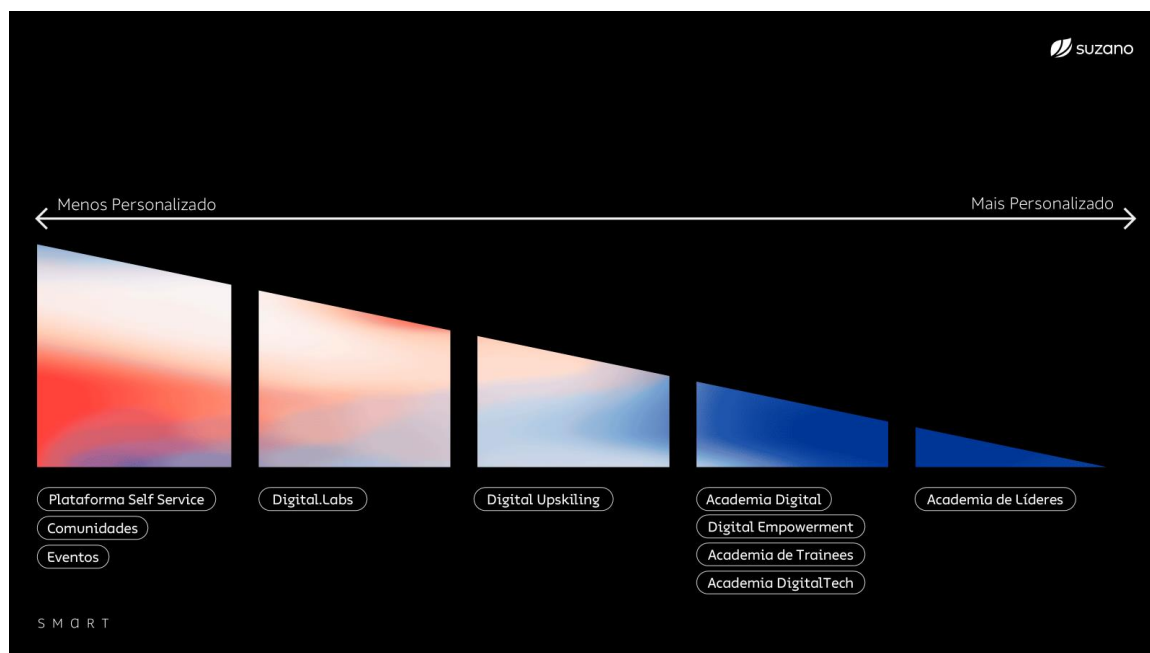 suzano
Menos Personalizado
Mais Personalizado
Plataforma Self Service
Comunidades
Eventos
Digital.Labs
Digital Upskiling
Academia Digital
Digital Empowerment
Academia de Trainees
Academia DigitalTech
Academia de Líderes
SMART